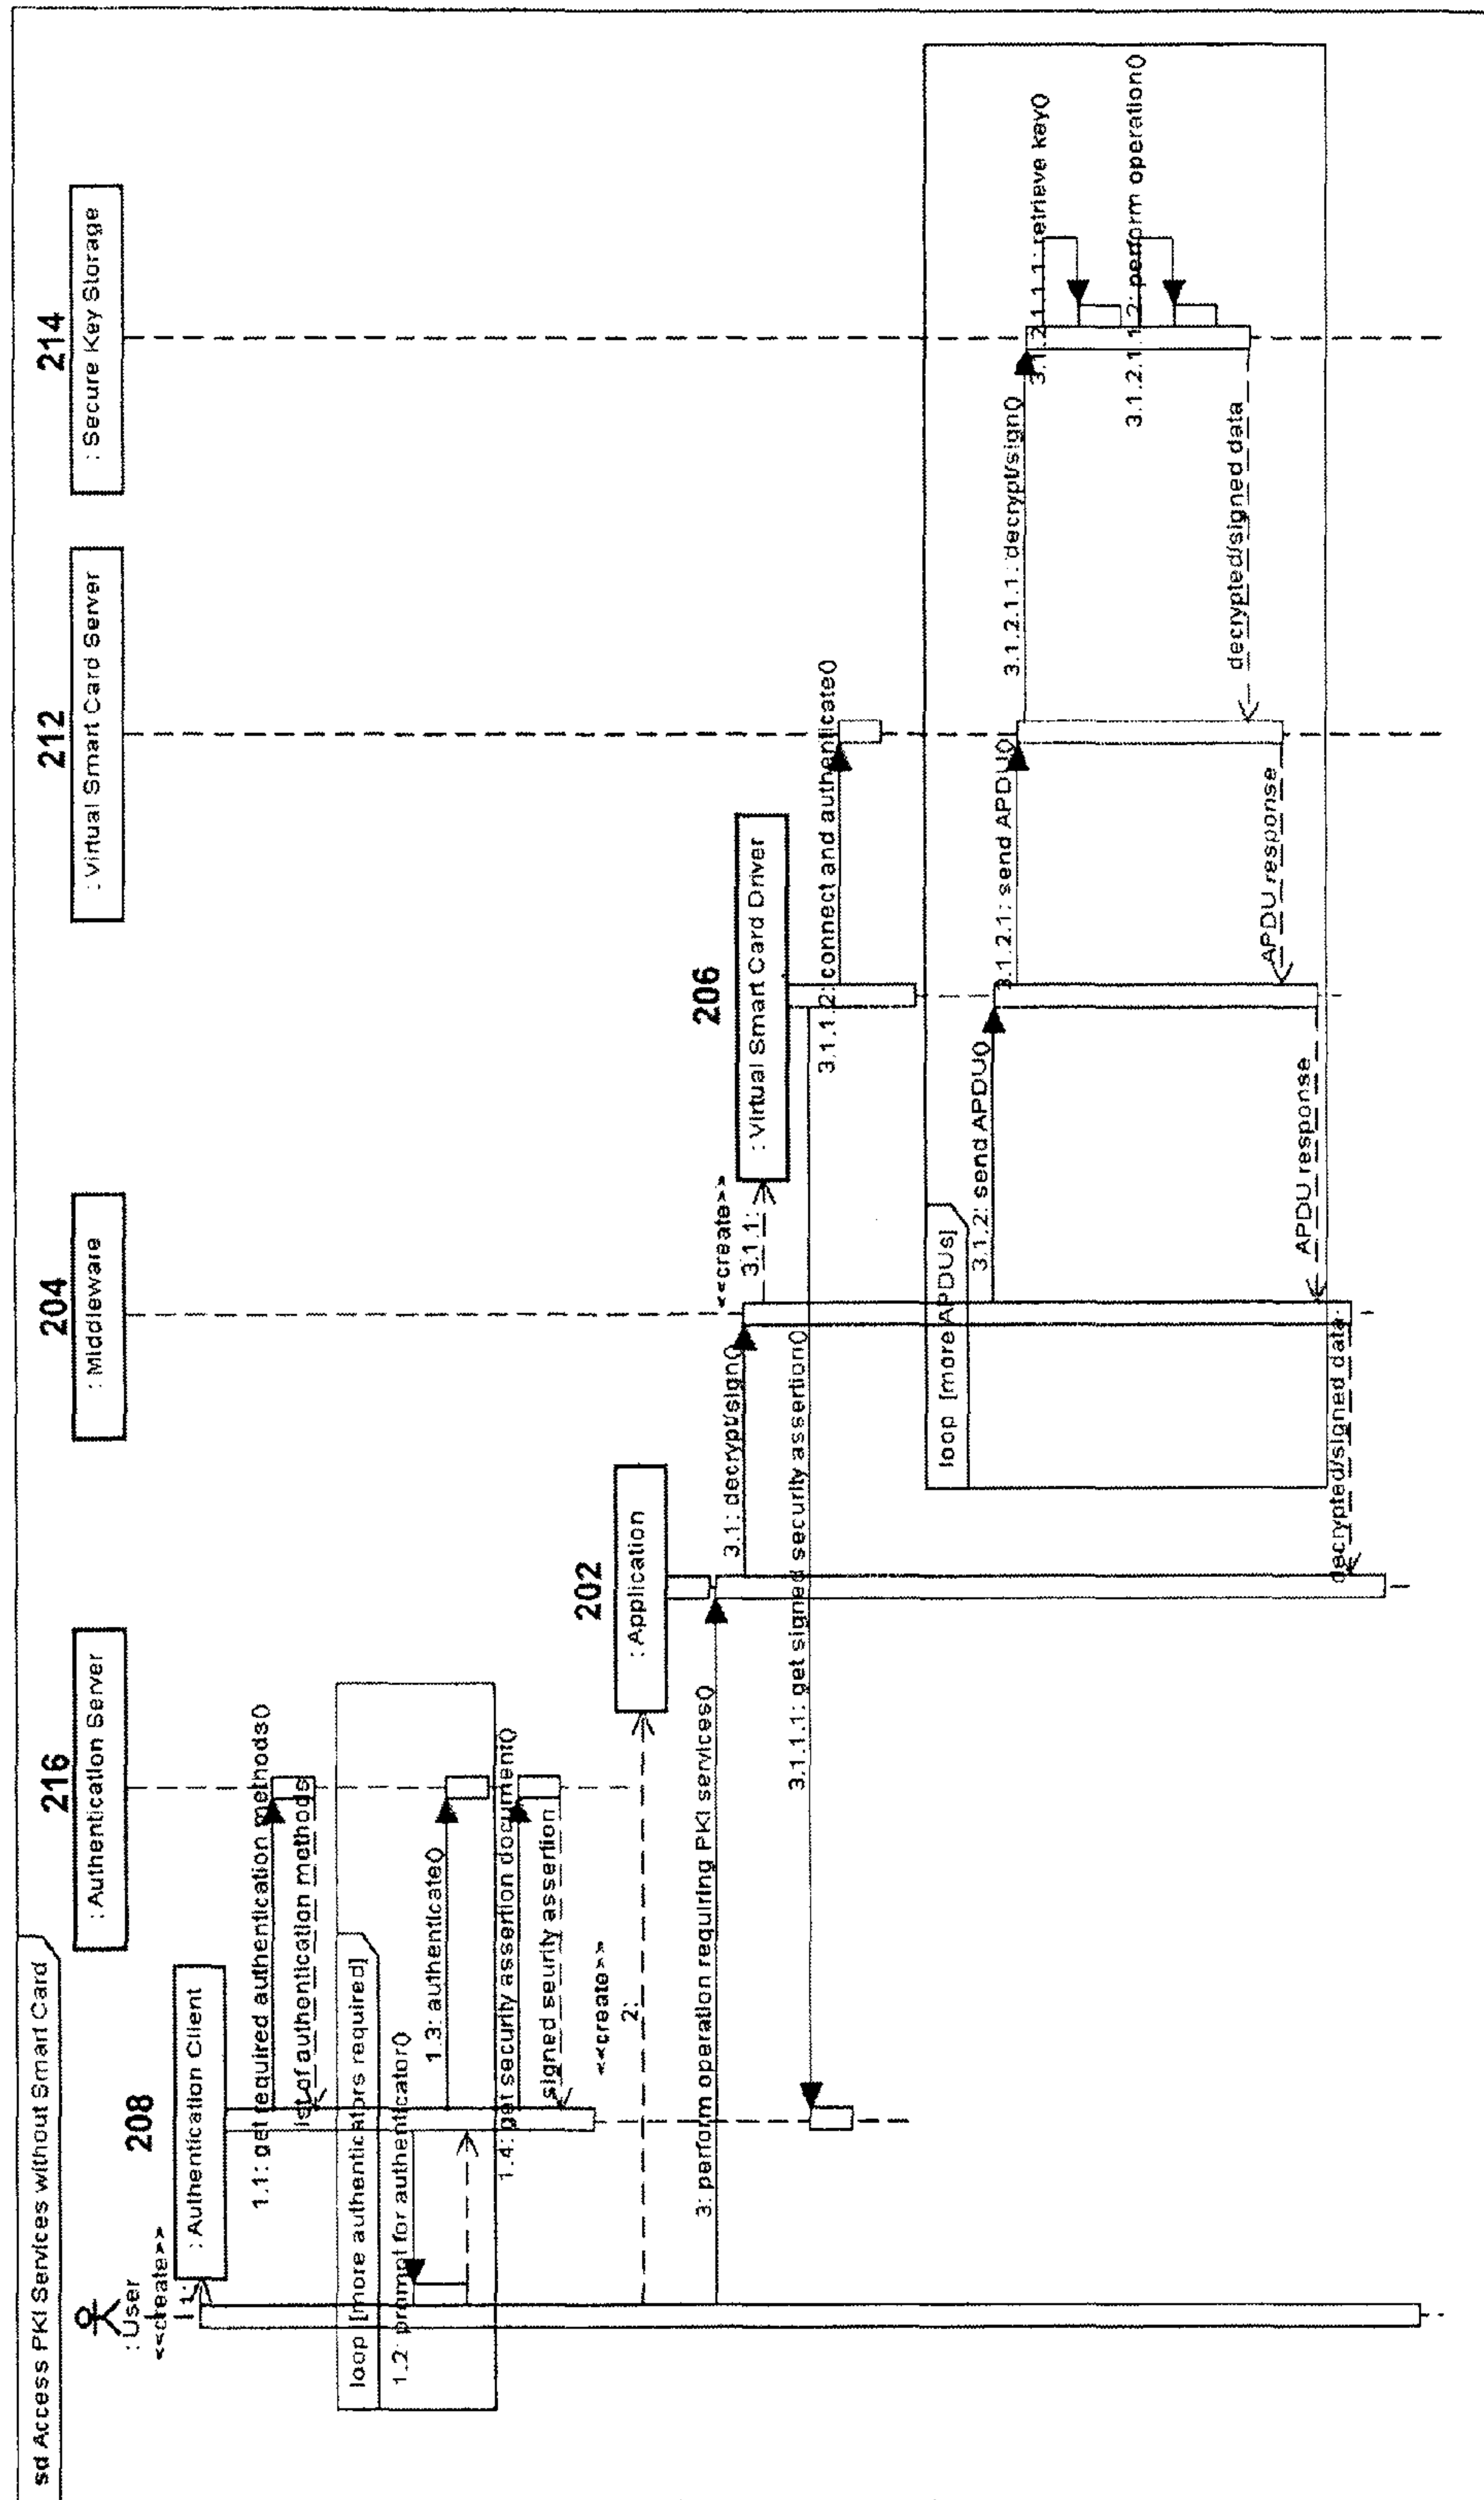 sd Access PKI Services without Smart Card
: User
208
: Authentication Client
216
: Authentication Server
204
: Middleware
212
: Virtual Smart Card Server
214
: Secure Key Storage
<<create>>
1:
1.1: get required authentication methods()
list of authentication methods
loop [more authenticators required]
1.2: prompt for authenticator()
1.3: authenticate()
1.4: get security assertion document()
signed seurity assertion
<<create>>
2:
202
: Application
3: perform operation requiring PKI services()
3.1: decrypt/sign()
<<create>>
3.1.1:
206
: Virtual Smart Card Driver
3.1.1.1: get signed security assertion()
3.1.1.2: connect and authenticate()
loop [more APDUs]
3.1.2: send APDU()
3.1.2.1: send APDU()
3.1.2.1.1: decrypt/sign()
3.1.2.1.1.1: retrieve key()
3.1.2.1.1.2: perform operation()
decrypted/signed data
APDU response
APDU response
decrypted/signed data